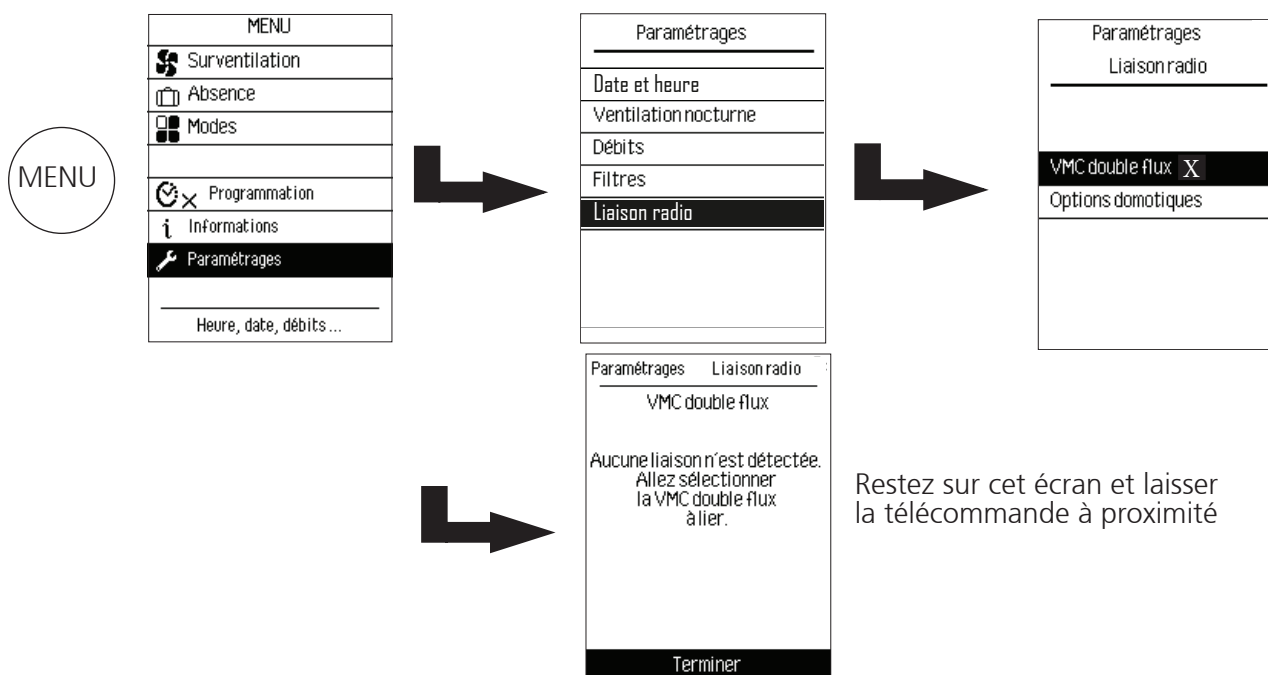 MENU
MENU
Surventilation
Absence
Modes
Programmation
i Informations
Paramétrages
Heure, date, débits...
Paramétrages
Date et heure
Ventilation nocturne
Débits
Filtres
Liaison radio
Paramétrages
Liaison radio
VMC double flux X
Options domotiques
Paramétrages Liaison radio
VMC double flux
Aucune liaison n'est détectée.
Allez sélectionner
la VMC double flux
à lier.
Terminer
Restez sur cet écran et laisser
la télécommande à proximité